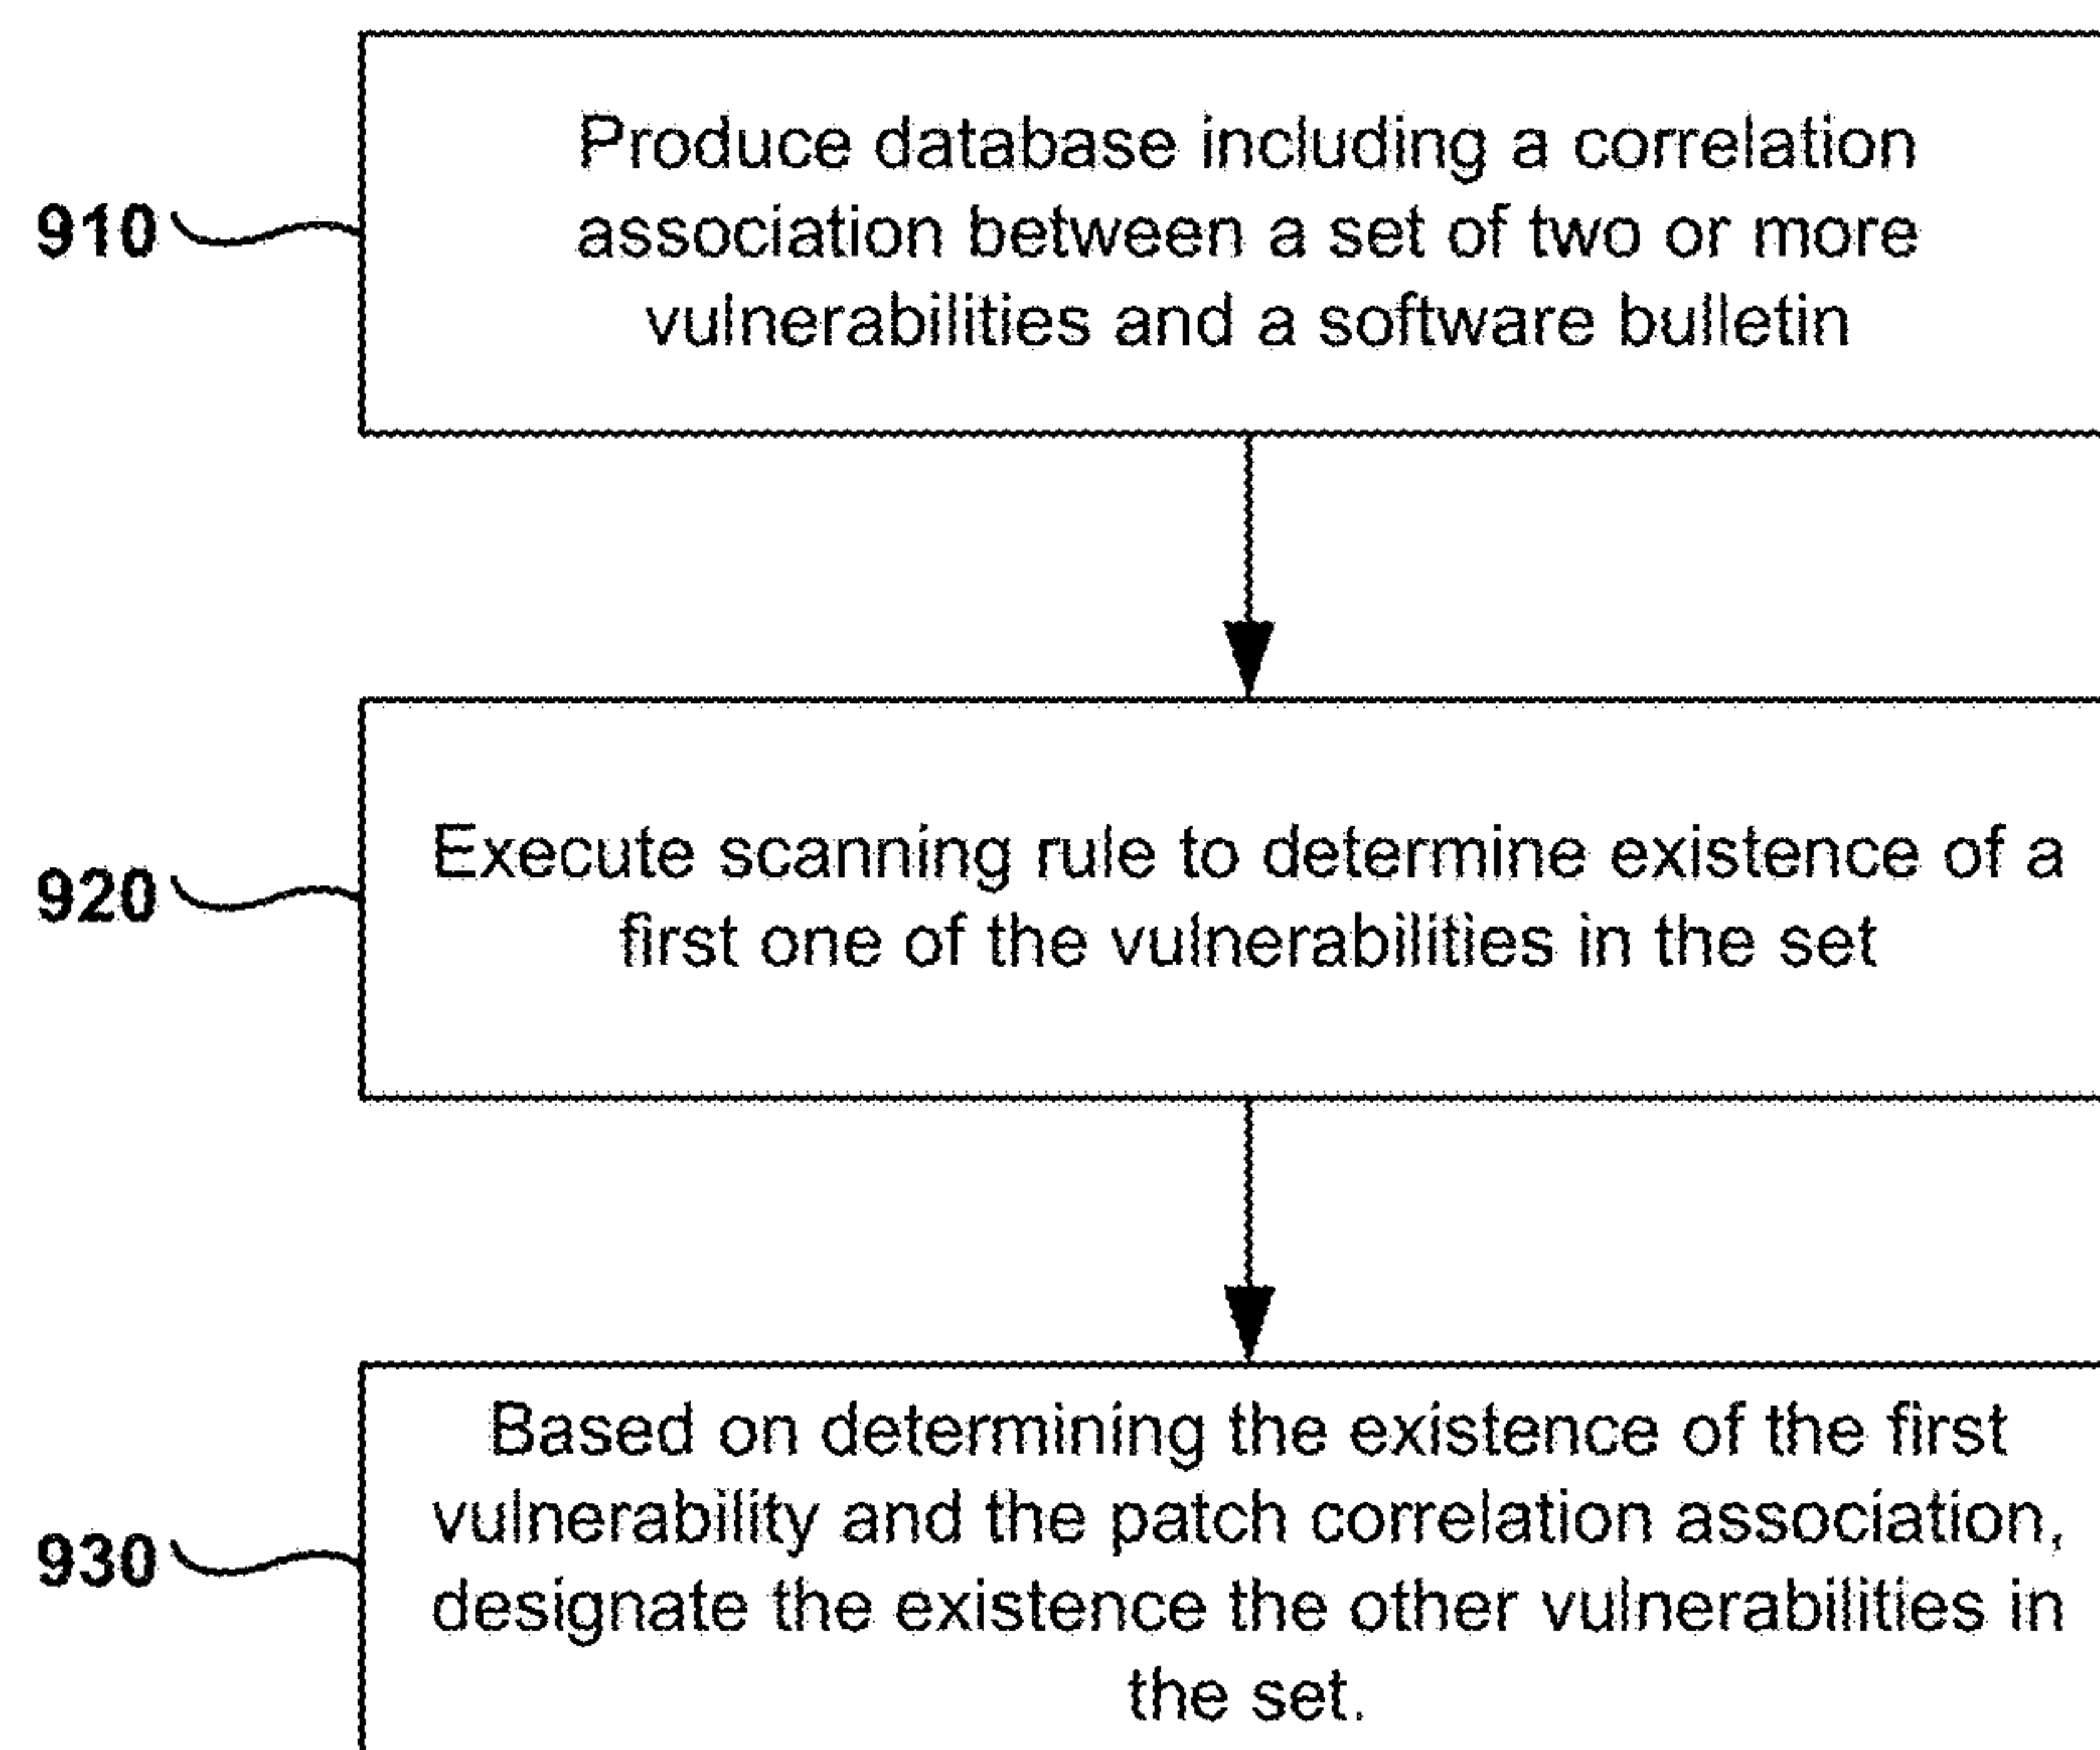 Produce database including a correlation
910
association between a set of two or more
vulnerabilities and a software bulletin
Execute scanning rule to determine existence of a
920
first one of the vulnerabilities in the set
Based on determining the existence of the first
vulnerability and the patch correlation association,
930
designate the existence the other vulnerabilities in
the set.